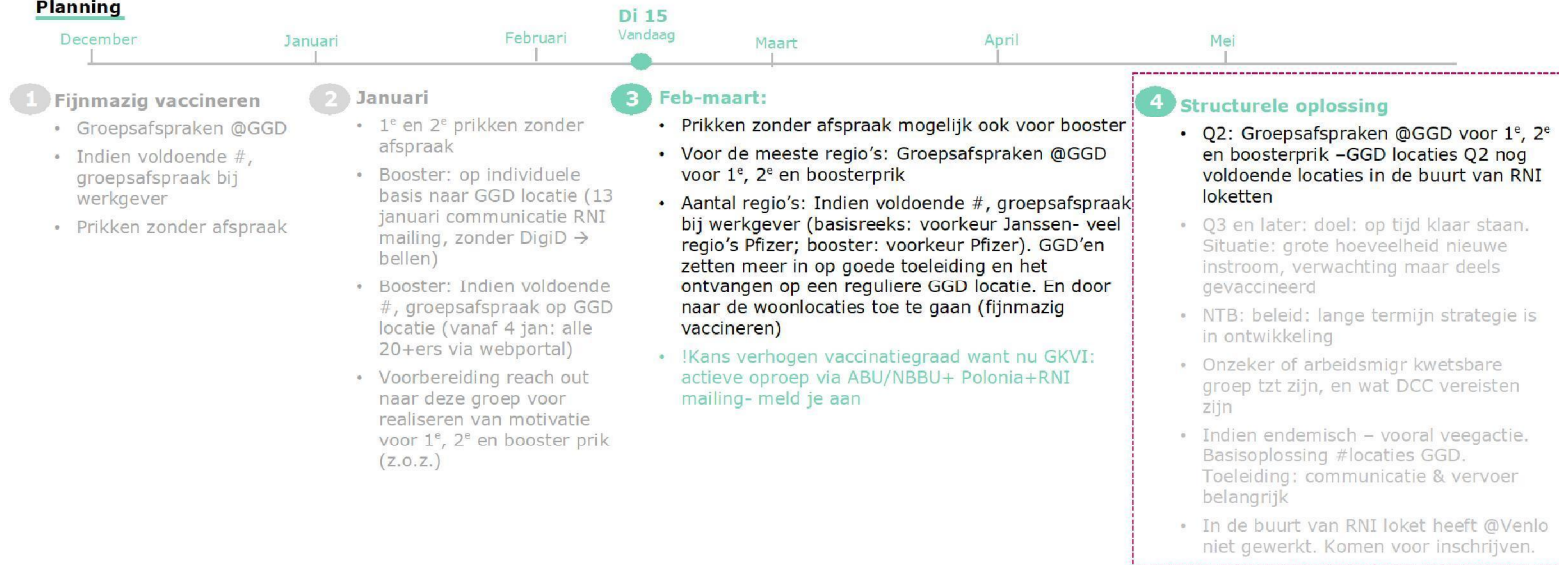 Planning
December
Januari
Februari
Di 15
Vandaag
Maart
April
Mei
1 Fijnmazig vaccineren
• Groepsafspraken @GGD
• Indien voldoende #,
groepsafspraak bij
werkgever
• Prikken zonder afspraak
2 Januari
• 1e en 2e prikken zonder
afspraak
• Booster: op individuele
basis naar GGD locatie (13
januari communicatie RNI
mailing, zonder DigiD →
bellen)
• Booster: Indien voldoende
#, groepsafspraak op GGD
locatie (vanaf 4 jan: alle
20+ers via webportal)
• Voorbereiding reach out
naar deze groep voor
realiseren van motivatie
voor 1e, 2e en booster prik
(z.o.z.)
3 Feb-maart:
• Prikken zonder afspraak mogelijk ook voor booster
• Voor de meeste regio's: Groepsafspraken @GGD
voor 1e, 2e en boosterprik
• Aantal regio's: Indien voldoende #, groepsafspraak
bij werkgever (basisreeks: voorkeur Janssen- veel
regio's Pfizer; booster: voorkeur Pfizer). GGD'en
zetten meer in op goede toeleiding en het
ontvangen op een reguliere GGD locatie. En door
naar de woonlocaties toe te gaan (fijnmazig
vaccineren)
• !Kans verhogen vaccinatiegraad want nu GKVI:
actieve oproep via ABU/NBBU+ Polonia+RNI
mailing- meld je aan
4 Structurele oplossing
• Q2: Groepsafspraken @GGD voor 1e, 2e
en boosterprik –GGD locaties Q2 nog
voldoende locaties in de buurt van RNI
loketten
• Q3 en later: doel: op tijd klaar staan.
Situatie: grote hoeveelheid nieuwe
instroom, verwachting maar deels
gevaccineerd
• NTB: beleid: lange termijn strategie is
in ontwikkeling
• Onzeker of arbeidsmigr kwetsbare
groep tzt zijn, en wat DCC vereisten
zijn
• Indien endemisch – vooral veegactie.
Basisoplossing #locaties GGD.
Toeleiding: communicatie & vervoer
belangrijk
• In de buurt van RNI loket heeft @Venlo
niet gewerkt. Komen voor inschrijven.